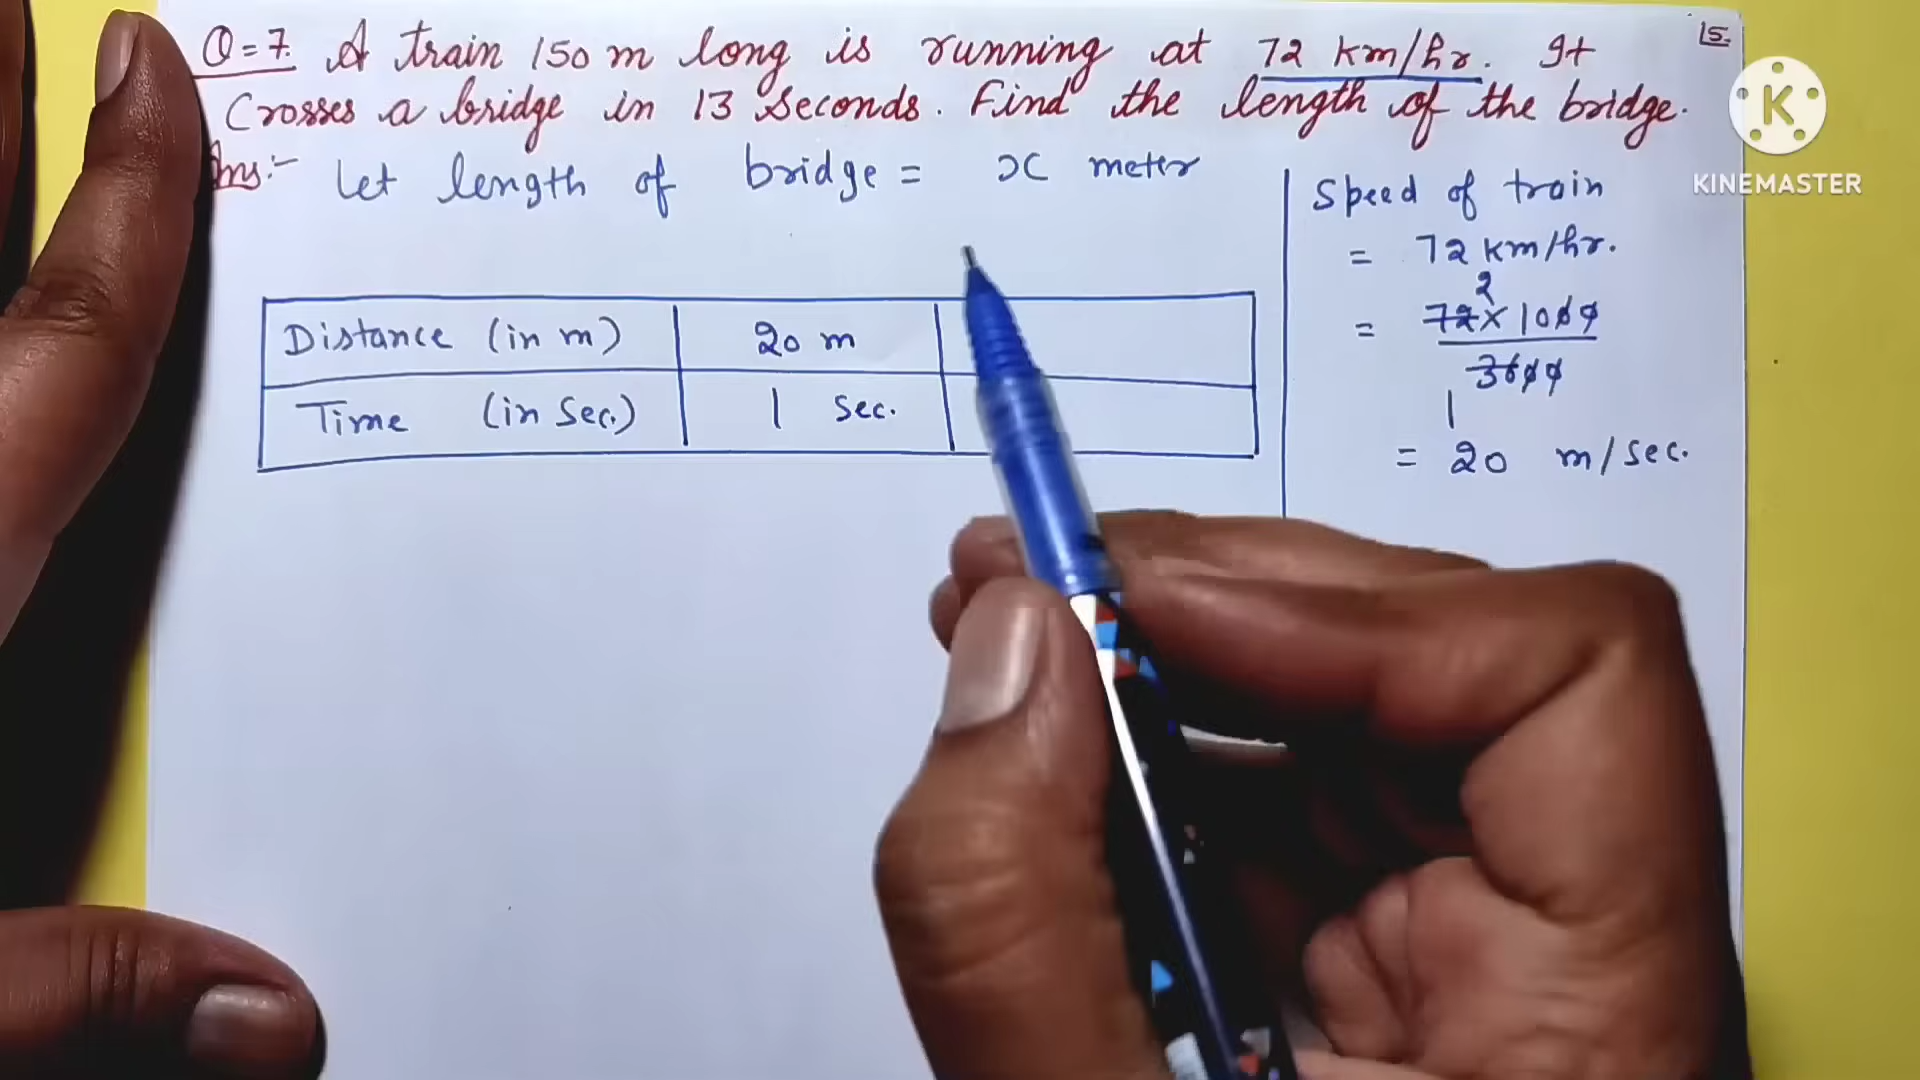 15.
Q=7. A train 150 m long is running at 72 km/hr. It
Crosses a bridge in 13 Seconds. Find the length of the bridge.
Ans:- Let length of bridge = x meter
Distance (in m) 20 m
Time (in Sec.) 1 Sec.
Speed of train
= 72 km/hr.
2
= 72 × 1000
3600
1
= 20 m/sec.
K
KINEMASTER